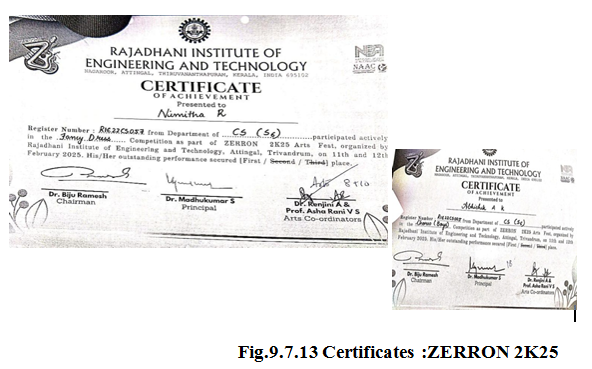 RAJADHANI INSTITUTE OF
ENGINEERING AND TECHNOLOGY
NAGAROOR, ATTINGAL, THIRUVANANTHAPURAM, KERALA, INDIA 695102
NBA
NAAC
CERTIFICATE
OF ACHIEVEMENT
Presented to
Nimitha R
Register Number : RIE22CS057 from Department of CS (S6) participated actively
in the Fancy Dress Competition as part of ZERRON 2K25 Arts Fest, organized by
Rajadhani Institute of Engineering and Technology, Attingal, Trivandrum, on 11th and 12th
February 2025. His/Her outstanding performance secured [First / Second / Third] place.
Dr. Biju Ramesh
Chairman
Dr. Madhukumar S
Principal
Dr. Renjini A &
Prof. Asha Rani V S
Arts Co-ordinators
RAJADHANI INSTITUTE OF
ENGINEERING AND TECHNOLOGY
CERTIFICATE
OF ACHIEVEMENT
Presented to
A R
Register Number from Department of CS (S6) participated actively
in the (Boys) Competition as part of ZERRON 2K25 Arts Fest, organized by
Rajadhani Institute of Engineering and Technology, Attingal, Trivandrum, on 11th and 12th
February 2025. His/Her outstanding performance secured [First / Second / Third] place.
Dr. Biju Ramesh
Chairman
Dr. Madhukumar S
Principal
Dr. Renjini A &
Prof. Asha Rani V S
Arts Co-ordinators
Fig.9.7.13 Certificates :ZERRON 2K25